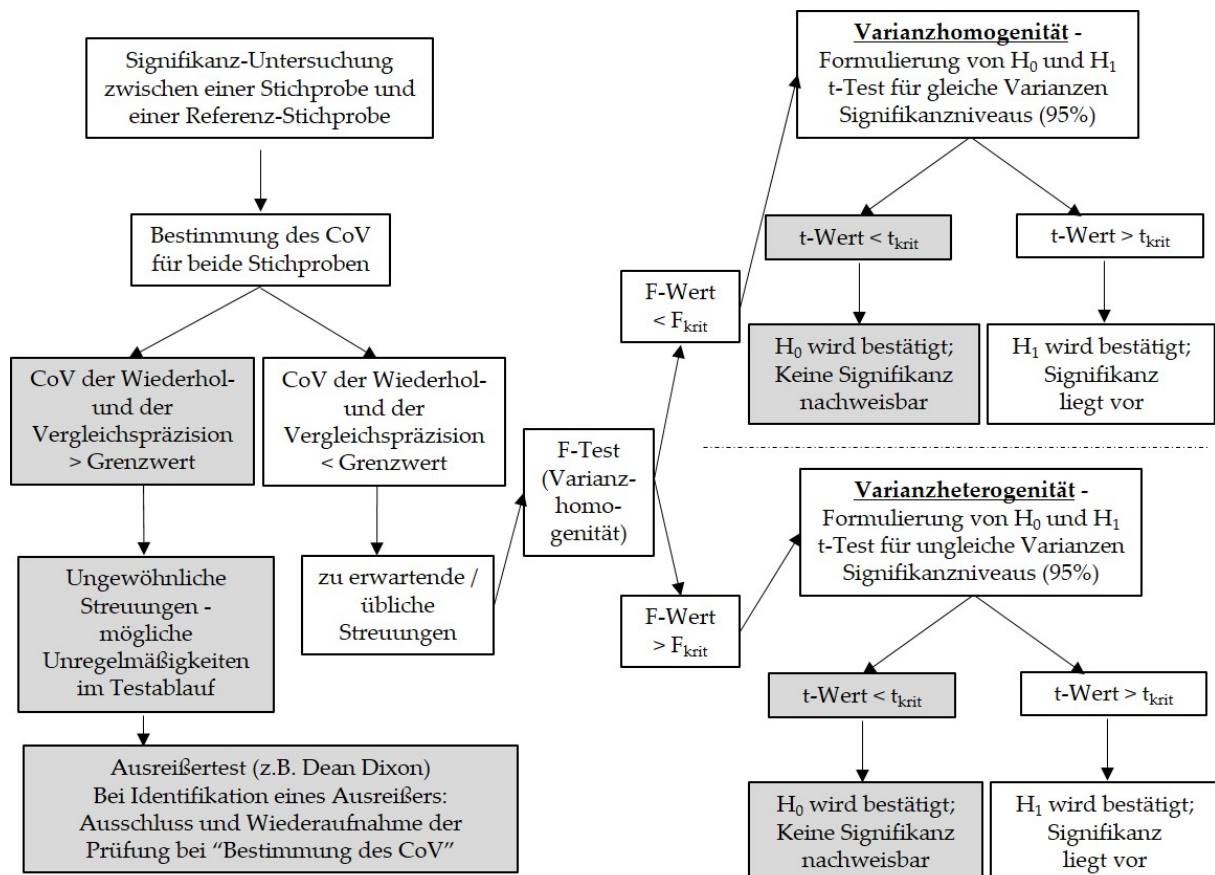 Signifikanz-Untersuchung
zwischen einer Stichprobe und
einer Referenz-Stichprobe
Bestimmung des CoV
für beide Stichproben
CoV der Wiederhol-
und der
Vergleichspräzision
> Grenzwert
CoV der Wiederhol-
und der
Vergleichspräzision
< Grenzwert
Ungewöhnliche
Streuungen -
mögliche
Unregelmäßigkeiten
im Testablauf
zu erwartende /
übliche
Streuungen
Ausreißertest (z.B. Dean Dixon)
Bei Identifikation eines Ausreißers:
Ausschluss und Wiederaufnahme der
Prüfung bei “Bestimmung des CoV”
F-Test
(Varianz-
homo-
genität)
F-Wert
< Fkrit
F-Wert
> Fkrit
Varianzhomogenität -
Formulierung von H0 und H1
t-Test für gleiche Varianzen
Signifikanzniveaus (95%)
t-Wert < tkrit
t-Wert > tkrit
H0 wird bestätigt;
Keine Signifikanz
nachweisbar
H1 wird bestätigt;
Signifikanz
liegt vor
Varianzheterogenität -
Formulierung von H0 und H1
t-Test für ungleiche Varianzen
Signifikanzniveaus (95%)
t-Wert < tkrit
t-Wert > tkrit
H0 wird bestätigt;
Keine Signifikanz
nachweisbar
H1 wird bestätigt;
Signifikanz
liegt vor